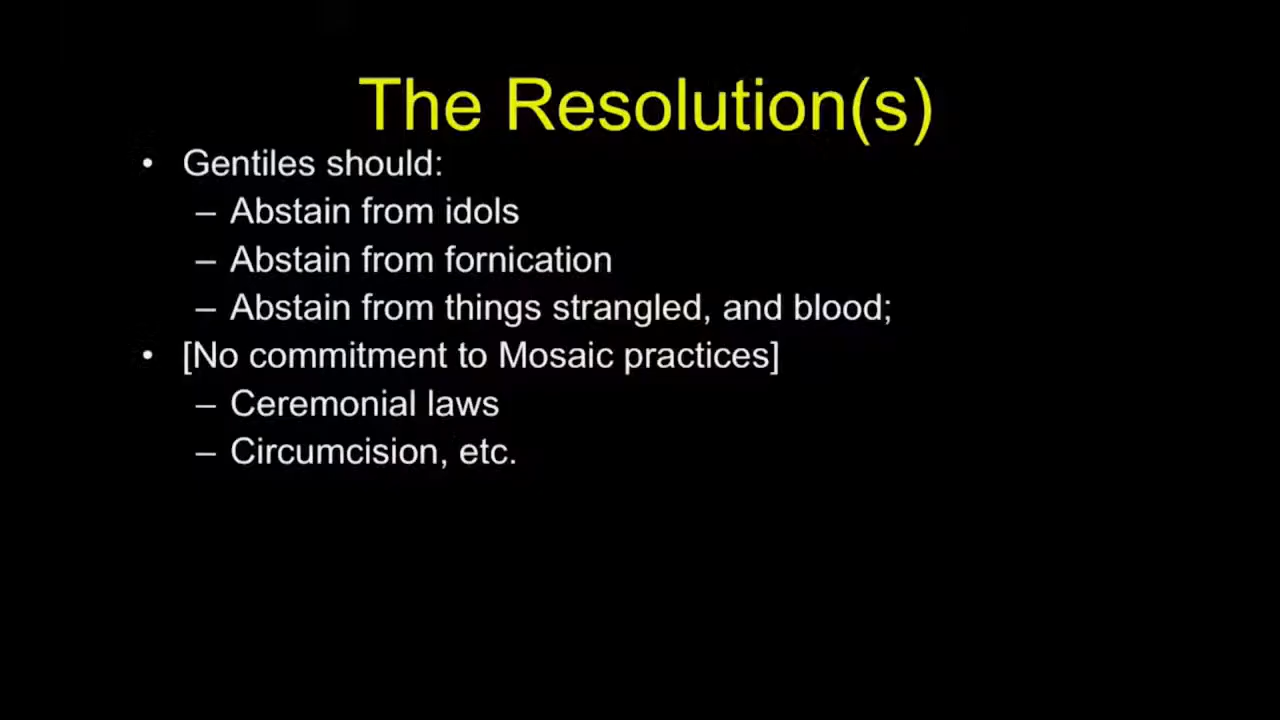 The Resolution(s)
• Gentiles should:
– Abstain from idols
– Abstain from fornication
– Abstain from things strangled, and blood;
• [No commitment to Mosaic practices]
– Ceremonial laws
– Circumcision, etc.